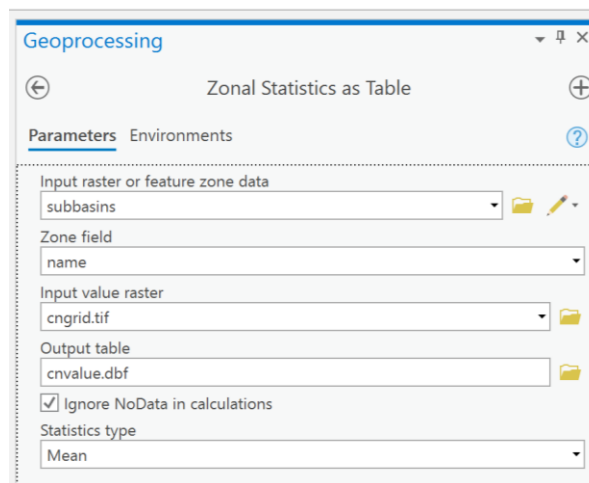 Geoprocessing
Zonal Statistics as Table
Parameters Environments
Input raster or feature zone data
subbasins
Zone field
name
Input value raster
cngrid.tif
Output table
cnvalue.dbf
Ignore NoData in calculations
Statistics type
Mean